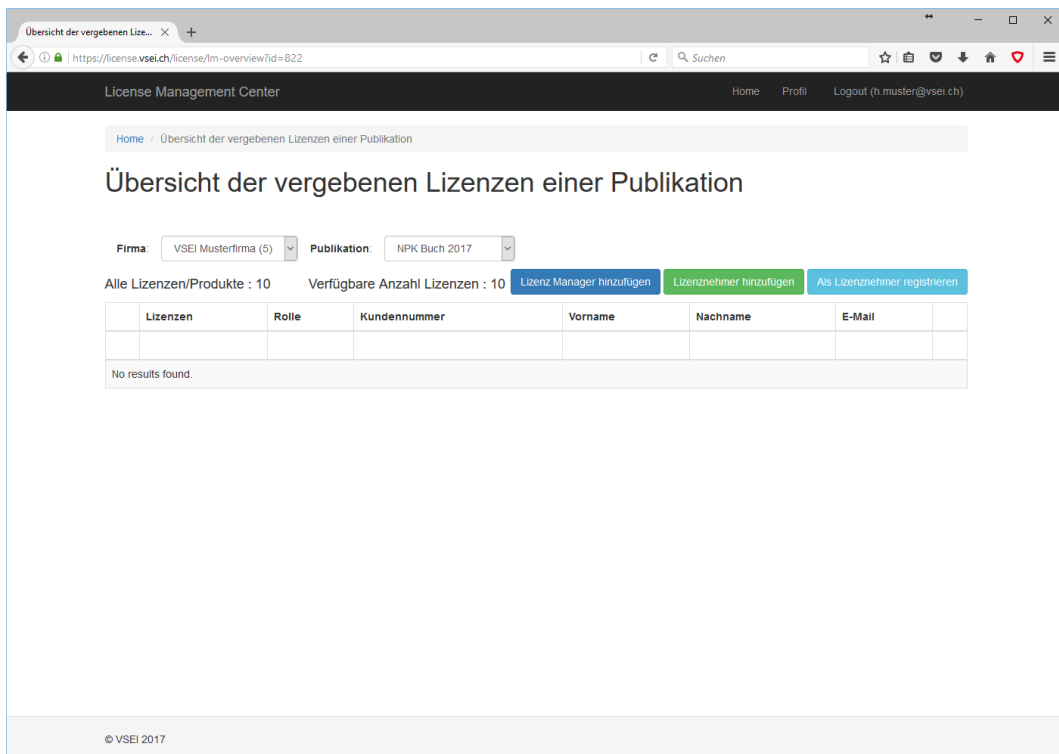 Übersicht der vergebenen Lize...
https://license.vsei.ch/license/lm-overview?id=822 Suchen
License Management Center Home Profil Logout (h.muster@vsei.ch)
Home / Übersicht der vergebenen Lizenzen einer Publikation
Übersicht der vergebenen Lizenzen einer Publikation
Firma: VSEI Musterfirma (5) Publikation: NPK Buch 2017
Alle Lizenzen/Produkte : 10 Verfügbare Anzahl Lizenzen : 10 Lizenz Manager hinzufügen Lizenznehmer hinzufügen Als Lizenznehmer registrieren
Lizenzen Rolle Kundennummer Vorname Nachname E-Mail
No results found.
© VSEI 2017